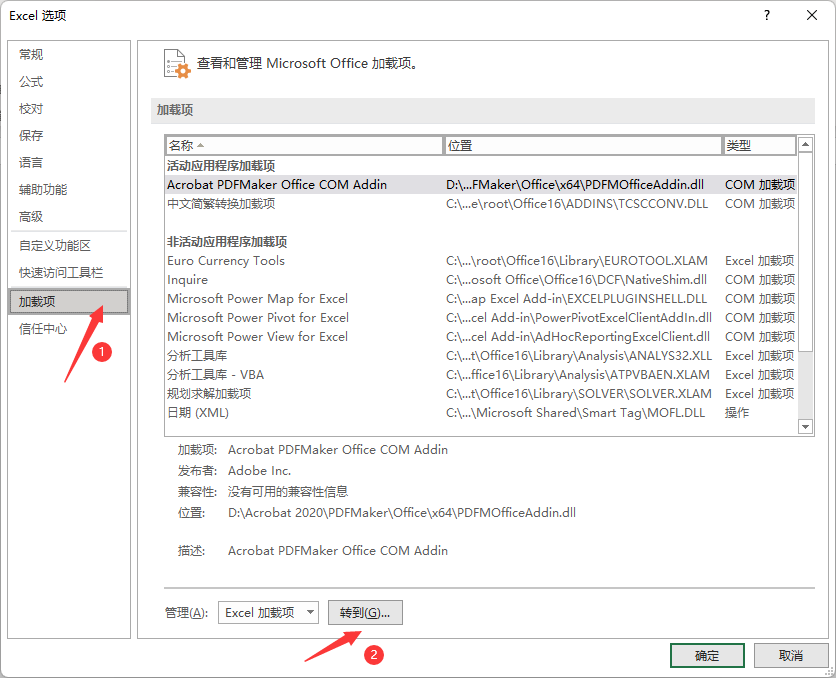 Excel 选项
?
常规
公式
校对
保存
语言
辅助功能
高级
自定义功能区
快速访问工具栏
加载项
信任中心
1
查看和管理 Microsoft Office 加载项。
加载项
名称 位置 类型
活动应用程序加载项
Acrobat PDFMaker Office COM Addin D:\...FMaker\Office\x64\PDFMOfficeAddin.dll COM 加载项
中文简繁转换加载项 C:\...e\root\Office16\ADDINS\TCSCCONV.DLL COM 加载项
非活动应用程序加载项
Euro Currency Tools C:\...\root\Office16\Library\EUROTOOL.XLAM Excel 加载项
Inquire C:\...osoft Office\Office16\DCF\NativeShim.dll COM 加载项
Microsoft Power Map for Excel C:\...ap Excel Add-in\EXCELPLUGINSHELL.DLL COM 加载项
Microsoft Power Pivot for Excel C:\...cel Add-in\PowerPivotExcelClientAddIn.dll COM 加载项
Microsoft Power View for Excel C:\...cel Add-in\AdHocReportingExcelClient.dll COM 加载项
分析工具库 C:\...t\Office16\Library\Analysis\ANALYS32.XLL Excel 加载项
分析工具库 - VBA C:\...ffice16\Library\Analysis\ATPVBAEN.XLAM Excel 加载项
规划求解加载项 C:\...t\Office16\Library\SOLVER\SOLVER.XLAM Excel 加载项
日期 (XML) C:\...\Microsoft Shared\Smart Tag\MOFL.DLL 操作
加载项: Acrobat PDFMaker Office COM Addin
发布者: Adobe Inc.
兼容性: 没有可用的兼容性信息
位置: D:\Acrobat 2020\PDFMaker\Office\x64\PDFMOfficeAddin.dll
描述: Acrobat PDFMaker Office COM Addin
管理(A): Excel 加载项 转到(G)...
2
确定 取消